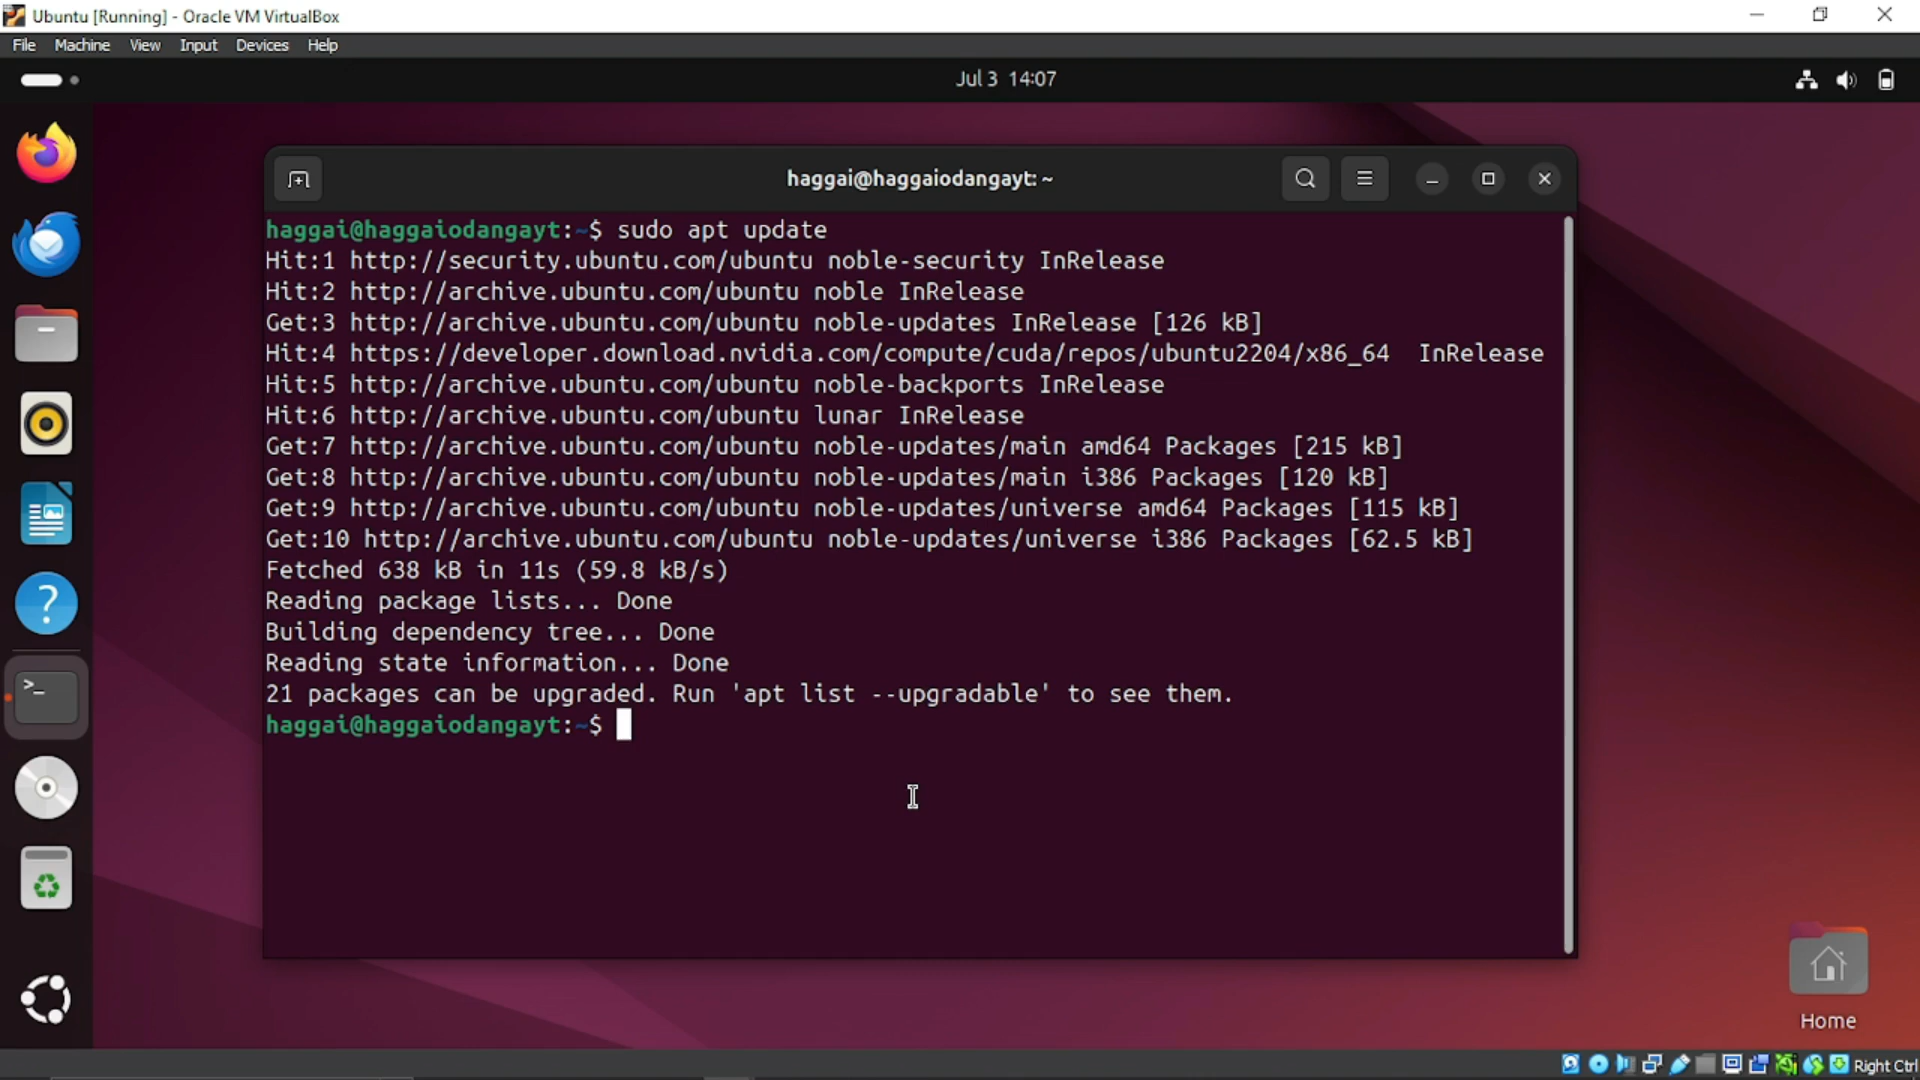 Ubuntu [Running] - Oracle VM VirtualBox
File Machine View Input Devices Help
Jul 3 14:07
haggai@haggaiodangayt: ~
haggai@haggaiodangayt:~$ sudo apt update
Hit:1 http://security.ubuntu.com/ubuntu noble-security InRelease
Hit:2 http://archive.ubuntu.com/ubuntu noble InRelease
Get:3 http://archive.ubuntu.com/ubuntu noble-updates InRelease [126 kB]
Hit:4 https://developer.download.nvidia.com/compute/cuda/repos/ubuntu2204/x86_64  InRelease
Hit:5 http://archive.ubuntu.com/ubuntu noble-backports InRelease
Hit:6 http://archive.ubuntu.com/ubuntu lunar InRelease
Get:7 http://archive.ubuntu.com/ubuntu noble-updates/main amd64 Packages [215 kB]
Get:8 http://archive.ubuntu.com/ubuntu noble-updates/main i386 Packages [120 kB]
Get:9 http://archive.ubuntu.com/ubuntu noble-updates/universe amd64 Packages [115 kB]
Get:10 http://archive.ubuntu.com/ubuntu noble-updates/universe i386 Packages [62.5 kB]
Fetched 638 kB in 11s (59.8 kB/s)
Reading package lists... Done
Building dependency tree... Done
Reading state information... Done
21 packages can be upgraded. Run 'apt list --upgradable' to see them.
haggai@haggaiodangayt:~$
Home
Right Ctrl